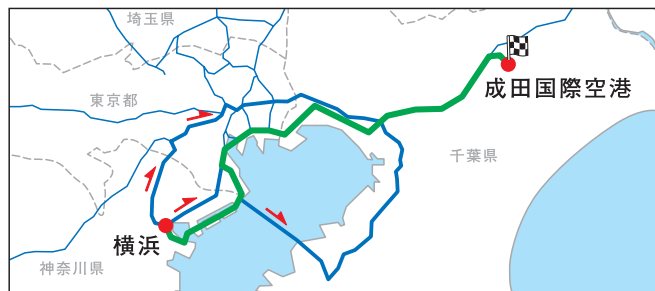 埼玉県
東京都
成田国際空港
千葉県
横浜
神奈川県